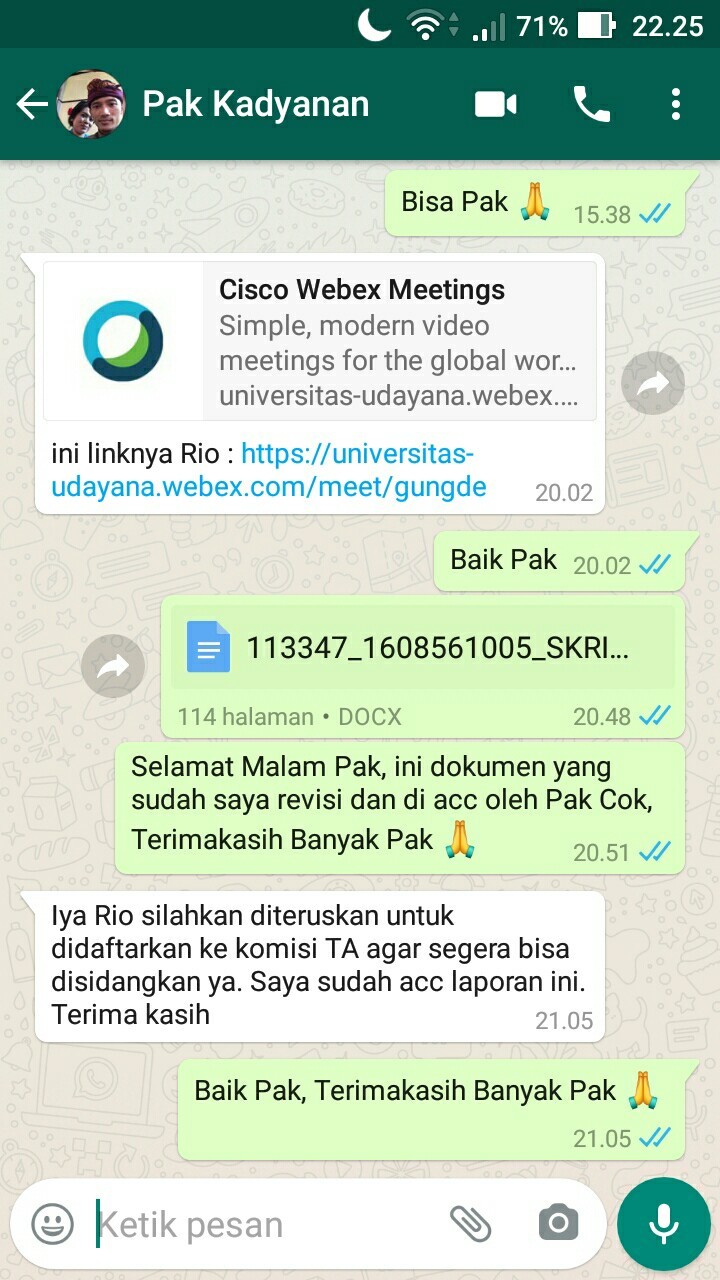 71% 22.25
Pak Kadyanan
Bisa Pak 🙏 15.38
Cisco Webex Meetings
Simple, modern video
meetings for the global wor...
universitas-udayana.webex....
ini linknya Rio : https://universitas-
udayana.webex.com/meet/gungde 20.02
Baik Pak 20.02
113347_1608561005_SKRI...
114 halaman • DOCX 20.48
Selamat Malam Pak, ini dokumen yang
sudah saya revisi dan di acc oleh Pak Cok,
Terimakasih Banyak Pak 🙏 20.51
Iya Rio silahkan diteruskan untuk
didaftarkan ke komisi TA agar segera bisa
disidangkan ya. Saya sudah acc laporan ini.
Terima kasih 21.05
Baik Pak, Terimakasih Banyak Pak 🙏
21.05
Ketik pesan